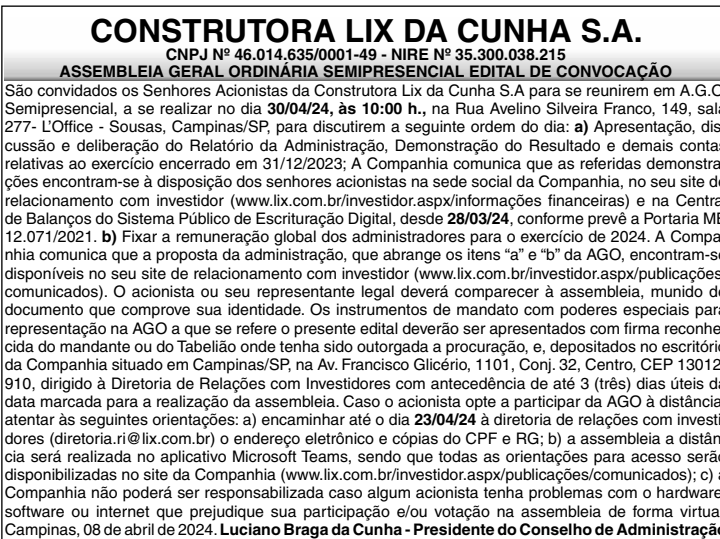 CONSTRUTORA LIX DA CUNHA S.A.
CNPJ Nº 46.014.635/0001-49 - NIRE Nº 35.300.038.215
ASSEMBLEIA GERAL ORDINÁRIA SEMIPRESENCIAL EDITAL DE CONVOCAÇÃO
São convidados os Senhores Acionistas da Construtora Lix da Cunha S.A para se reunirem em A.G.O
Semipresencial, a se realizar no dia 30/04/24, às 10:00 h., na Rua Avelino Silveira Franco, 149, sala
277- L’Office - Sousas, Campinas/SP, para discutirem a seguinte ordem do dia: a) Apresentação, dis
cussão e deliberação do Relatório da Administração, Demonstração do Resultado e demais contas
relativas ao exercício encerrado em 31/12/2023; A Companhia comunica que as referidas demonstra
ções encontram-se à disposição dos senhores acionistas na sede social da Companhia, no seu site de
relacionamento com investidor (www.lix.com.br/investidor.aspx/informações financeiras) e na Centra
de Balanços do Sistema Público de Escrituração Digital, desde 28/03/24, conforme prevê a Portaria ME
12.071/2021. b) Fixar a remuneração global dos administradores para o exercício de 2024. A Compa
nhia comunica que a proposta da administração, que abrange os itens “a” e “b” da AGO, encontram-se
disponíveis no seu site de relacionamento com investidor (www.lix.com.br/investidor.aspx/publicações
comunicados). O acionista ou seu representante legal deverá comparecer à assembleia, munido de
documento que comprove sua identidade. Os instrumentos de mandato com poderes especiais para
representação na AGO a que se refere o presente edital deverão ser apresentados com firma reconhe
cida do mandante ou do Tabelião onde tenha sido outorgada a procuração, e, depositados no escritório
da Companhia situado em Campinas/SP, na Av. Francisco Glicério, 1101, Conj. 32, Centro, CEP 13012
910, dirigido à Diretoria de Relações com Investidores com antecedência de até 3 (três) dias úteis da
data marcada para a realização da assembleia. Caso o acionista opte a participar da AGO à distância
atentar às seguintes orientações: a) encaminhar até o dia 23/04/24 à diretoria de relações com investi
dores (diretoria.ri@lix.com.br) o endereço eletrônico e cópias do CPF e RG; b) a assembleia a distân
cia será realizada no aplicativo Microsoft Teams, sendo que todas as orientações para acesso serão
disponibilizadas no site da Companhia (www.lix.com.br/investidor.aspx/publicações/comunicados); c) a
Companhia não poderá ser responsabilizada caso algum acionista tenha problemas com o hardware
software ou internet que prejudique sua participação e/ou votação na assembleia de forma virtual
Campinas, 08 de abril de 2024. Luciano Braga da Cunha - Presidente do Conselho de Administração